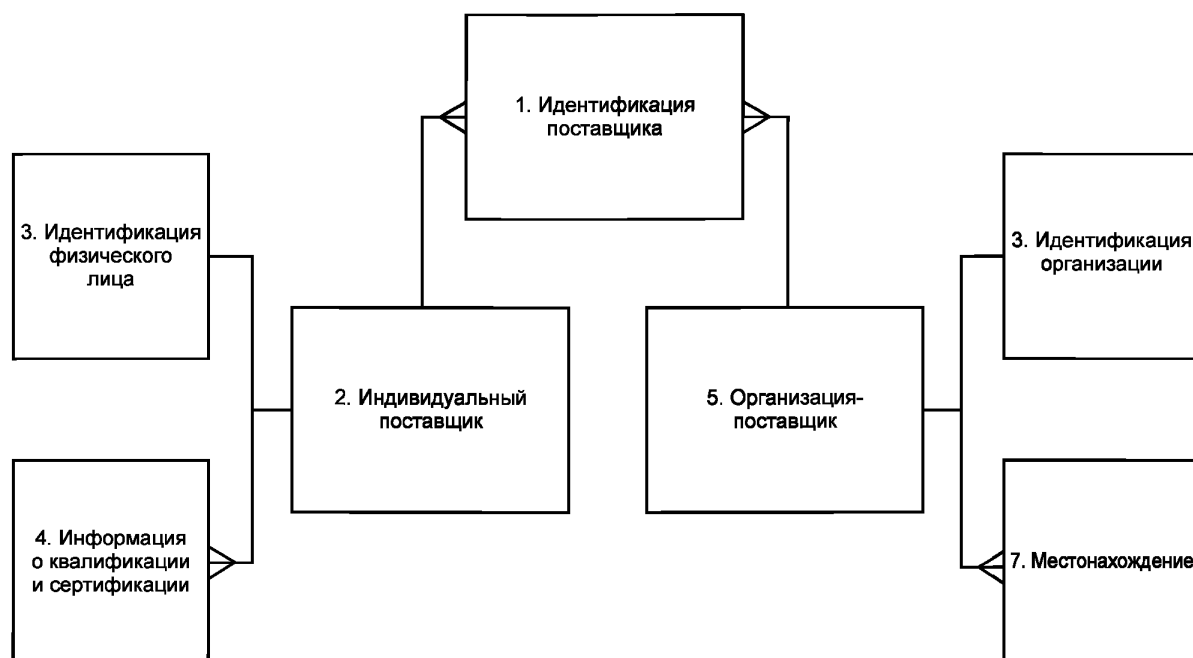 1. Идентификация
поставщика
3. Идентификация
физического
лица
3. Идентификация
организации
2. Индивидуальный
поставщик
5. Организация-
поставщик
4. Информация
о квалификации
и сертификации
7. Местонахождение